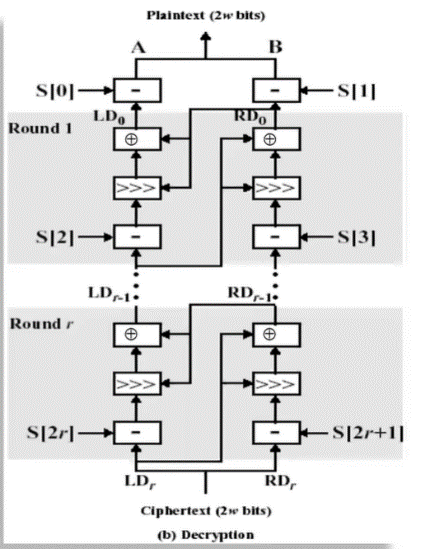 Plaintext (2w bits)
A B
S[0] - - S[1]
LD0 RD0
Round 1
⊕ ⊕
>>> >>>
S[2] - - S[3]
LDr-1 RDr-1
Round r
⊕ ⊕
>>> >>>
S[2r] - - S[2r+1]
LDr RDr
Ciphertext (2w bits)
(b) Decryption